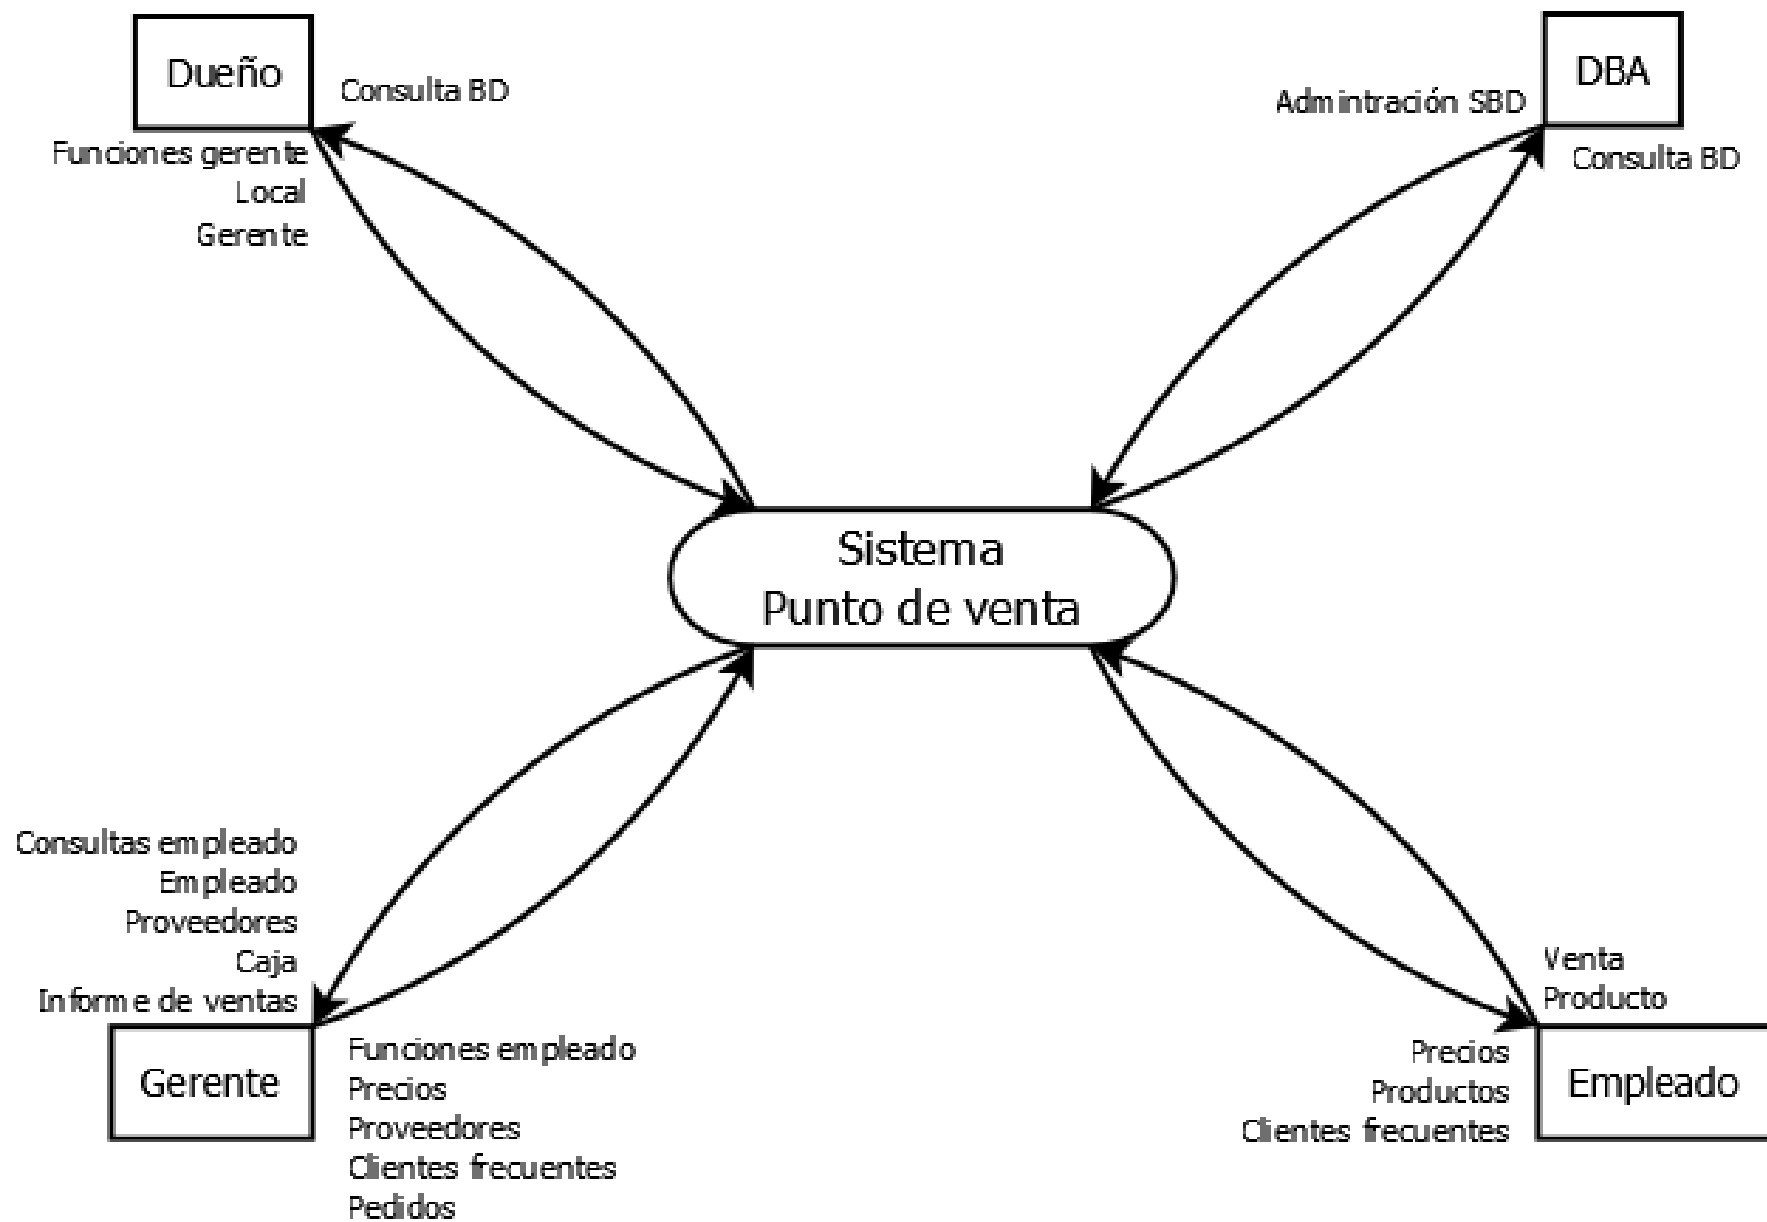 Dueño
Consulta BD
Funciones gerente
Local
Gerente
DBA
Admintración SBD
Consulta BD
Sistema
Punto de venta
Consultas empleado
Empleado
Proveedores
Caja
Informe de ventas
Gerente
Funciones empleado
Precios
Proveedores
Clientes frecuentes
Pedidos
Venta
Producto
Precios
Productos
Clientes frecuentes
Empleado